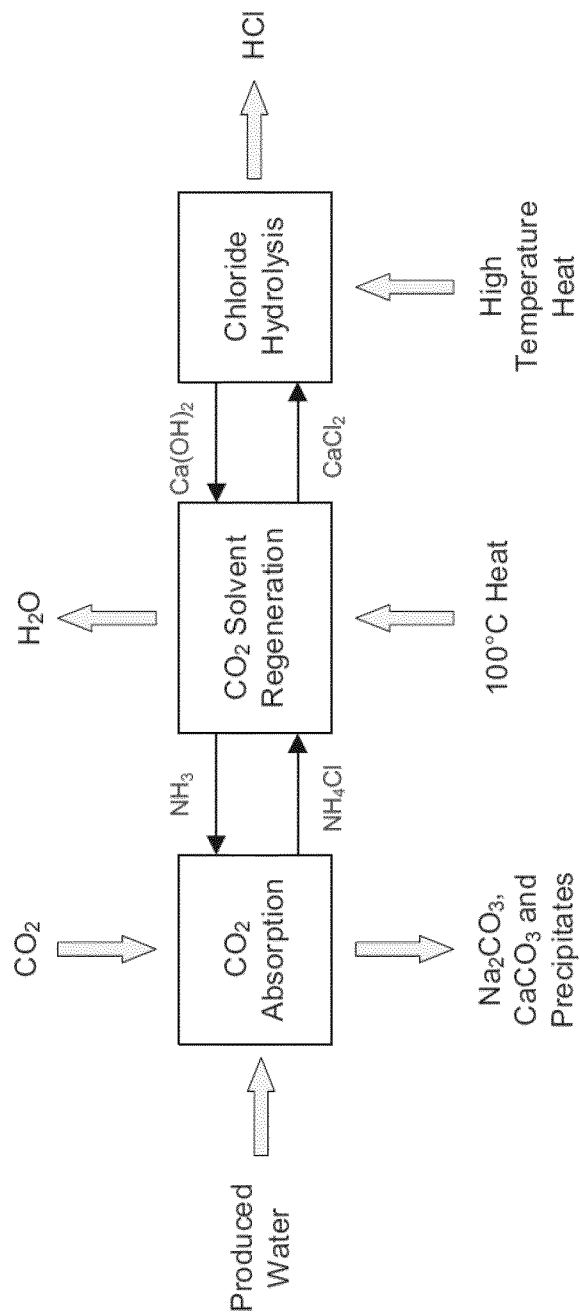 CO₂
H₂O
Produced
Water
CO₂
Absorption
NH₃
NH₄Cl
CO₂ Solvent
Regeneration
Ca(OH)₂
CaCl₂
Chloride
Hydrolysis
HCl
Na₂CO₃,
CaCO₃ and
Precipitates
100°C Heat
High
Temperature
Heat